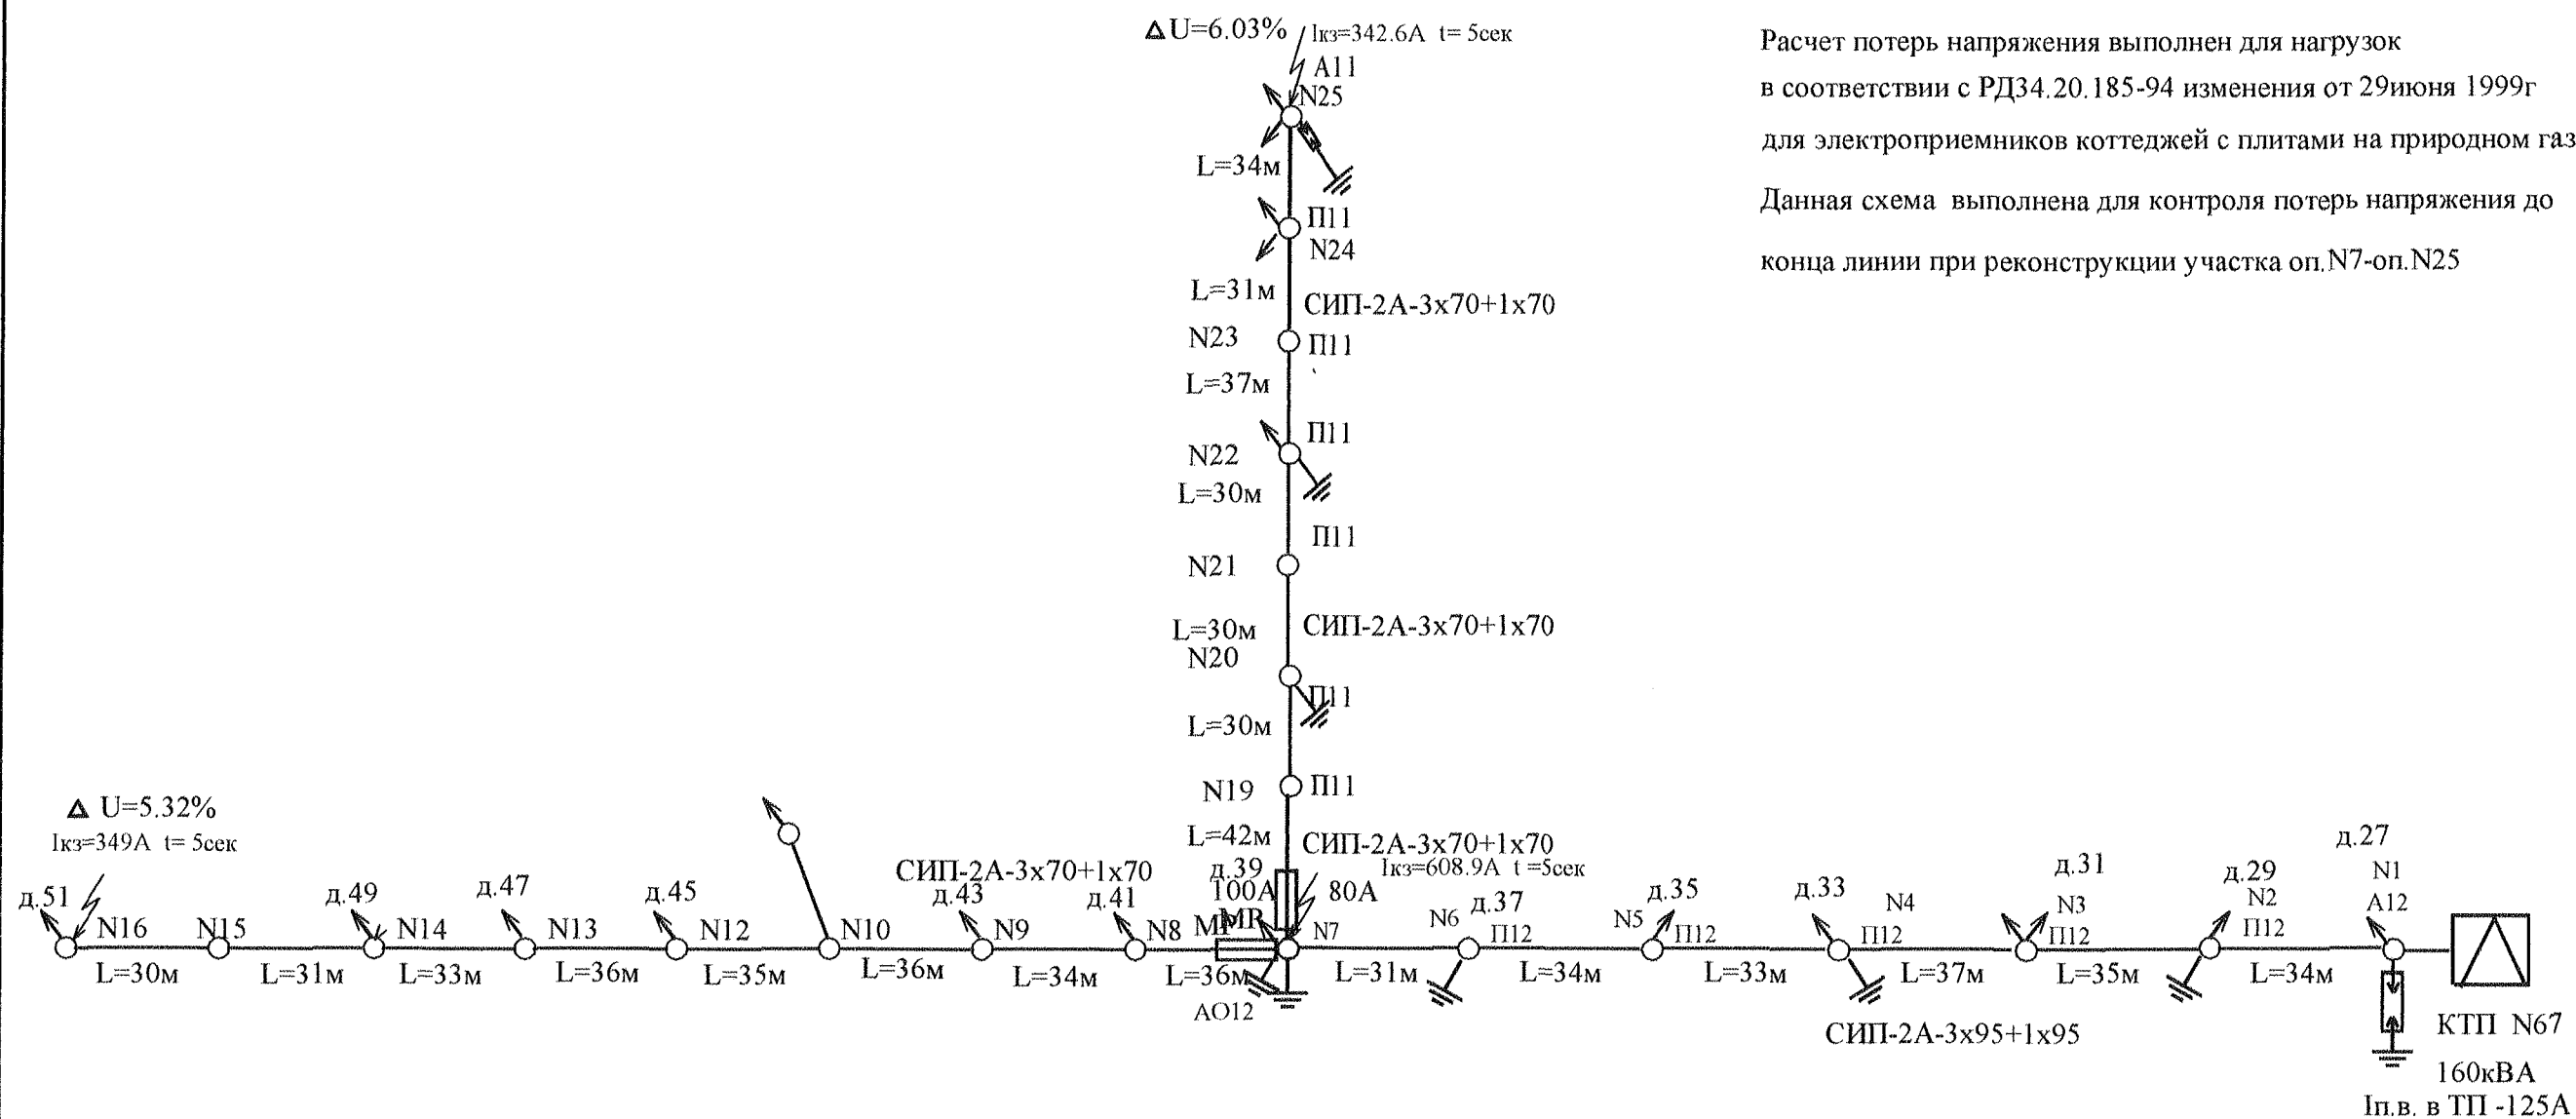 ΔU=6.03%
Iкз=342.6А t= 5сек
А11
N25
L=34м
П11
N24
L=31м
СИП-2А-3х70+1х70
N23
П11
L=37м
П11
N22
L=30м
П11
N21
L=30м
СИП-2А-3х70+1х70
N20
П11
L=30м
N19
П11
L=42м
СИП-2А-3х70+1х70
Расчет потерь напряжения выполнен для нагрузок
в соответствии с РД34.20.185-94 изменения от 29июня 1999г
для электроприемников коттеджей с плитами на природном газ
Данная схема выполнена для контроля потерь напряжения до
конца линии при реконструкции участка оп.N7-оп.N25
Δ U=5.32%
Iкз=349А t= 5сек
д.51
N16
N15
д.49
N14
д.47
N13
д.45
N12
N10
СИП-2А-3х70+1х70
д.43
N9
д.41
N8
д.39
100А
МР
МР
80А
Iкз=608.9А t =5сек
N7
N6
д.37
П12
N5
д.35
П12
д.33
N4
П12
д.31
N3
П12
д.29
N2
П12
д.27
N1
А12
L=30м
L=31м
L=33м
L=36м
L=35м
L=36м
L=34м
L=36м
L=31м
L=34м
L=33м
L=37м
L=35м
L=34м
АО12
СИП-2А-3х95+1х95
КТП N67
160кВА
Iп.в. в ТП -125А